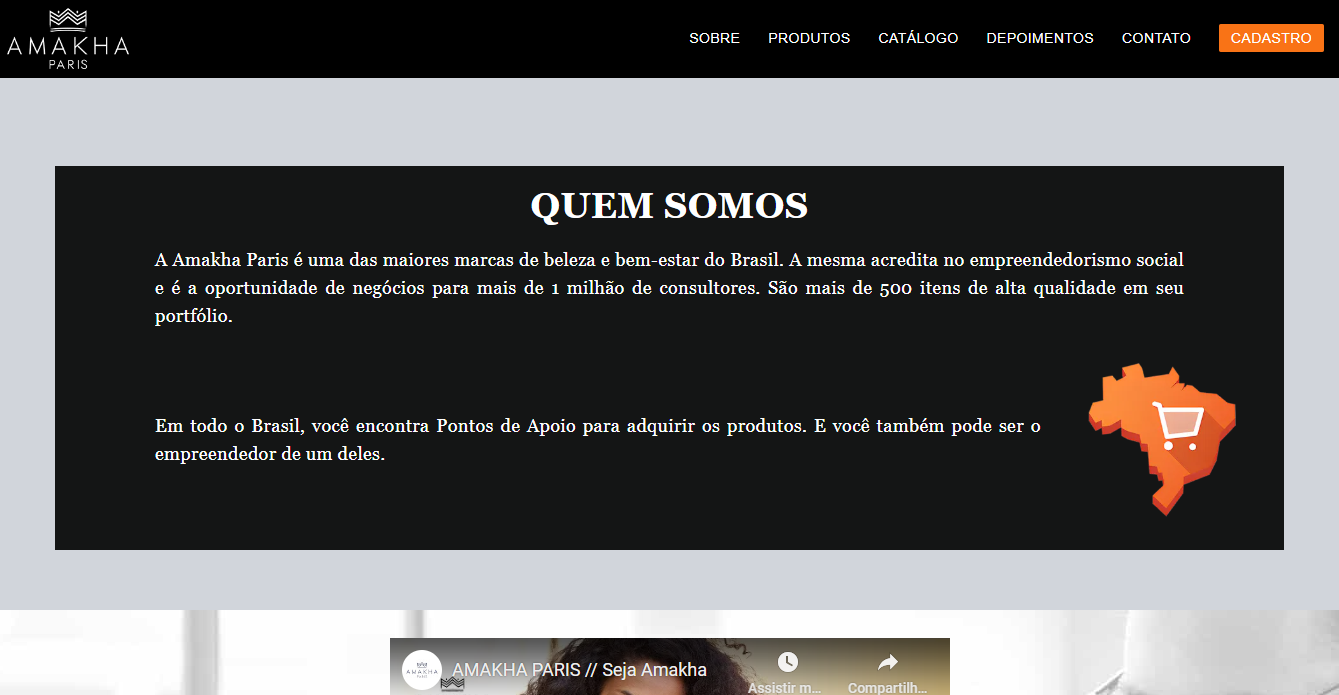 AMAKHA
PARIS
SOBRE PRODUTOS CATÁLOGO DEPOIMENTOS CONTATO CADASTRO
QUEM SOMOS
A Amakha Paris é uma das maiores marcas de beleza e bem-estar do Brasil. A mesma acredita no empreendedorismo social
e é a oportunidade de negócios para mais de 1 milhão de consultores. São mais de 500 itens de alta qualidade em seu
portfólio.
Em todo o Brasil, você encontra Pontos de Apoio para adquirir os produtos. E você também pode ser o
empreendedor de um deles.
AMAKHA
PARIS
AMAKHA PARIS // Seja Amakha
Assistir m... Compartilh...